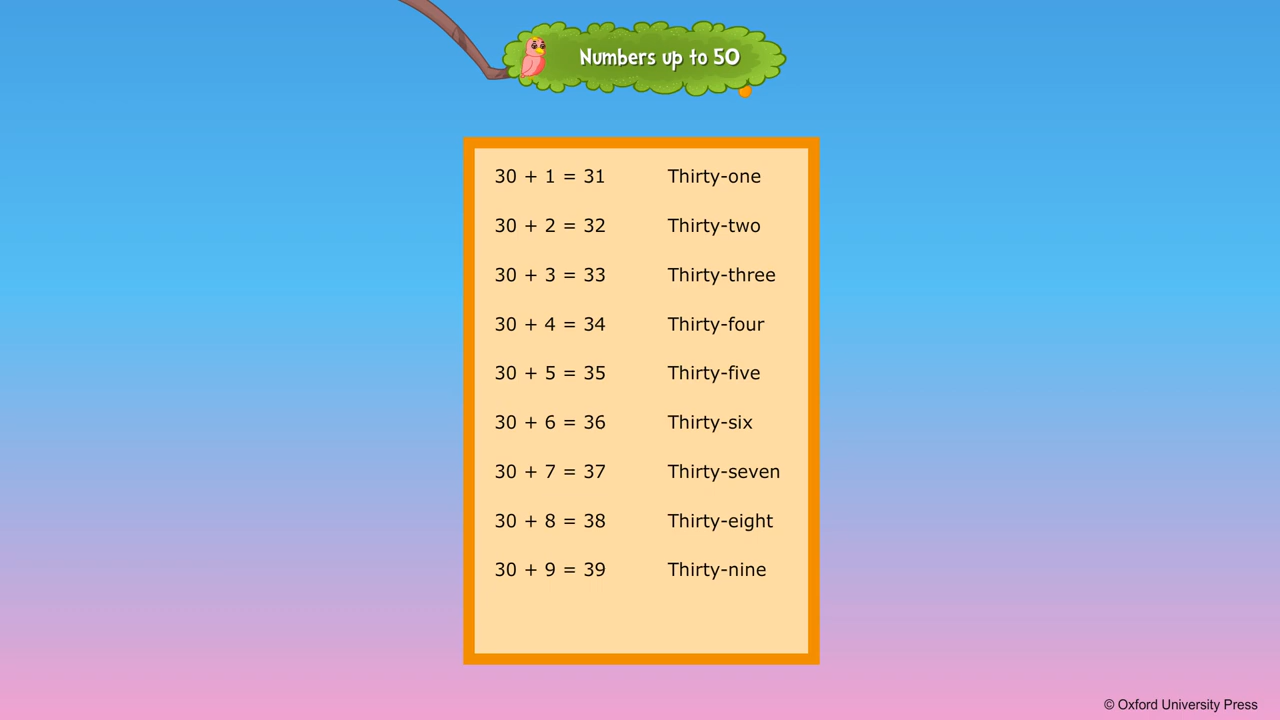 Numbers up to 50
30 + 1 = 31 Thirty-one
30 + 2 = 32 Thirty-two
30 + 3 = 33 Thirty-three
30 + 4 = 34 Thirty-four
30 + 5 = 35 Thirty-five
30 + 6 = 36 Thirty-six
30 + 7 = 37 Thirty-seven
30 + 8 = 38 Thirty-eight
30 + 9 = 39 Thirty-nine
© Oxford University Press